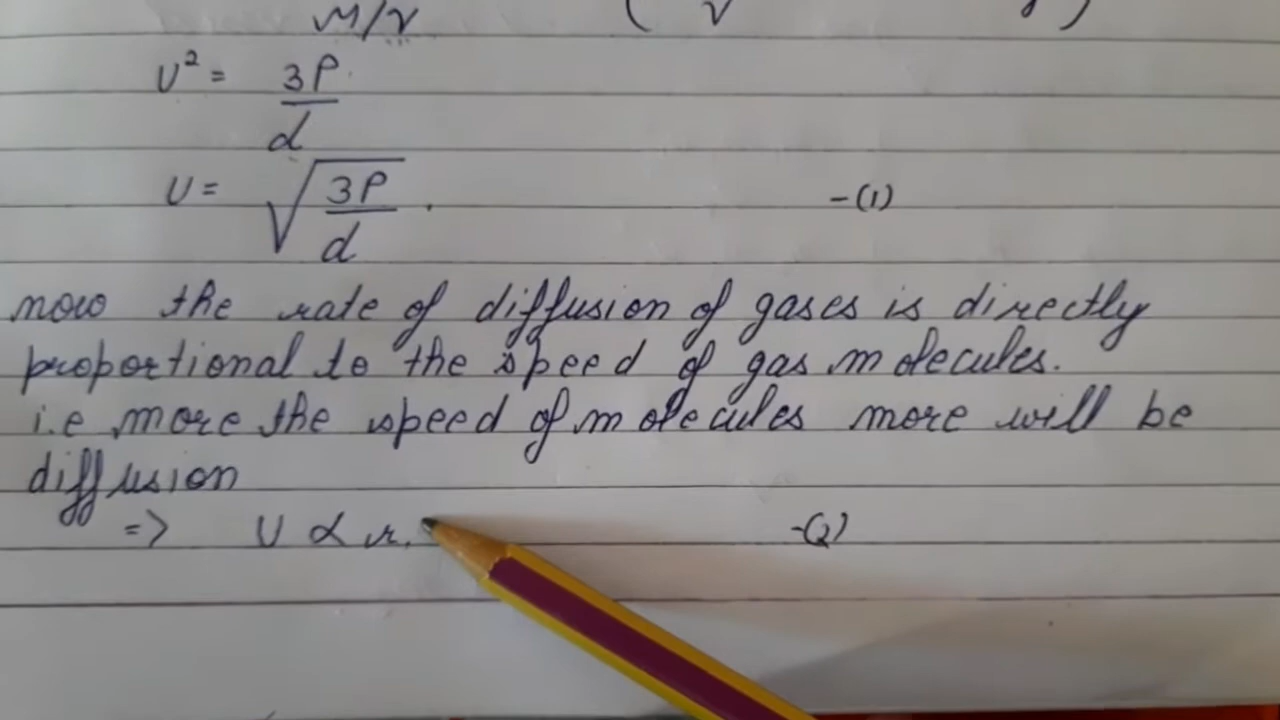 M/V ( V )
U² = 3P/d
U = √3P/d . -(1)
now the rate of diffusion of gases is directly
proportional to the speed of gas molecules.
i.e more the speed of molecules more will be
diffusion
=> U ∝ r. -(2)